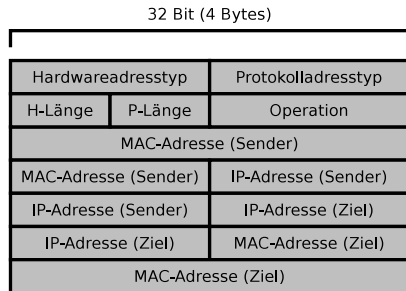 32 Bit (4 Bytes)
Hardwareadresstyp Protokolladresstyp
H-Länge P-Länge Operation
MAC-Adresse (Sender)
MAC-Adresse (Sender) IP-Adresse (Sender)
IP-Adresse (Sender) IP-Adresse (Ziel)
IP-Adresse (Ziel) MAC-Adresse (Ziel)
MAC-Adresse (Ziel)